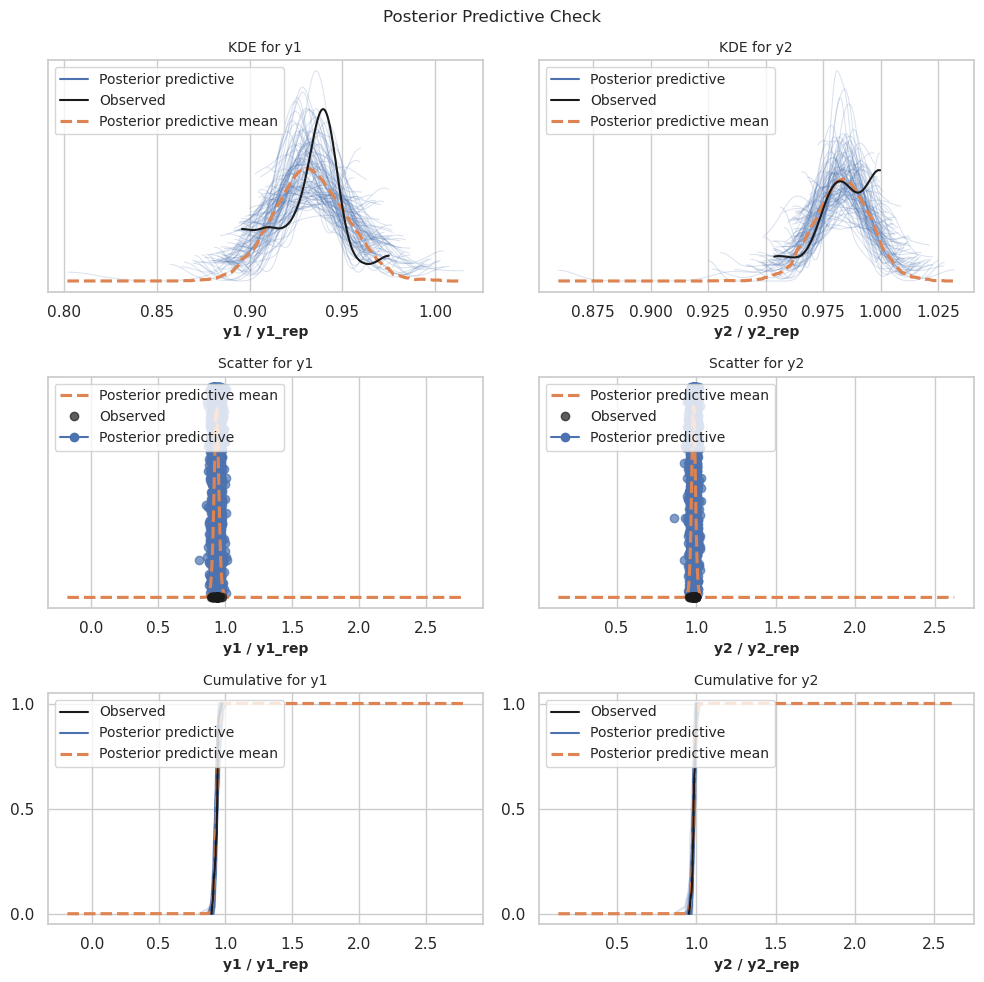 Posterior Predictive Check
KDE for y1
Posterior predictive
Observed
Posterior predictive mean
0.80 0.85 0.90 0.95 1.00
y1 / y1_rep
KDE for y2
Posterior predictive
Observed
Posterior predictive mean
0.875 0.900 0.925 0.950 0.975 1.000 1.025
y2 / y2_rep
Scatter for y1
Posterior predictive mean
Observed
Posterior predictive
0.0 0.5 1.0 1.5 2.0 2.5
y1 / y1_rep
Scatter for y2
Posterior predictive mean
Observed
Posterior predictive
0.5 1.0 1.5 2.0 2.5
y2 / y2_rep
Cumulative for y1
1.0
0.5
0.0
Observed
Posterior predictive
Posterior predictive mean
0.0 0.5 1.0 1.5 2.0 2.5
y1 / y1_rep
Cumulative for y2
1.0
0.5
0.0
Observed
Posterior predictive
Posterior predictive mean
0.5 1.0 1.5 2.0 2.5
y2 / y2_rep